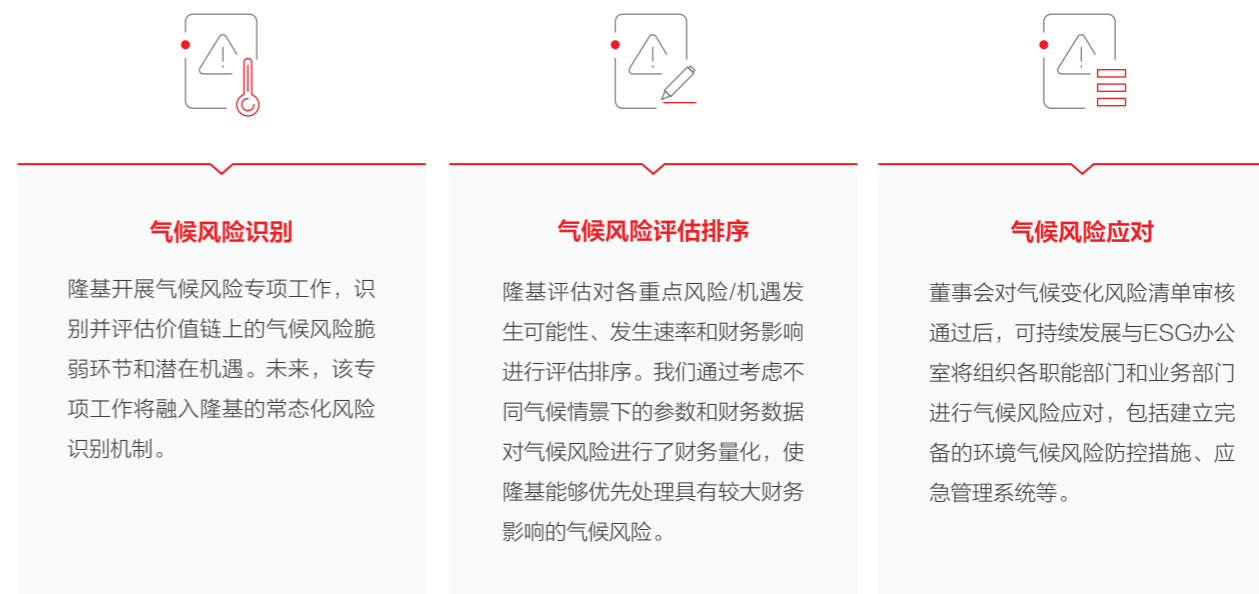 气候风险识别
隆基开展气候风险专项工作，识
别并评估价值链上的气候风险脆
弱环节和潜在机遇。未来，该专
项工作将融入隆基的常态化风险
识别机制。
气候风险评估排序
隆基评估对各重点风险/机遇发
生可能性、发生速率和财务影响
进行评估排序。我们通过考虑不
同气候情景下的参数和财务数据
对气候风险进行了财务量化，使
隆基能够优先处理具有较大财务
影响的气候风险。
气候风险应对
董事会对气候变化风险清单审核
通过后，可持续发展与ESG办公
室将组织各职能部门和业务部门
进行气候风险应对，包括建立完
备的环境气候风险防控措施、应
急管理系统等。